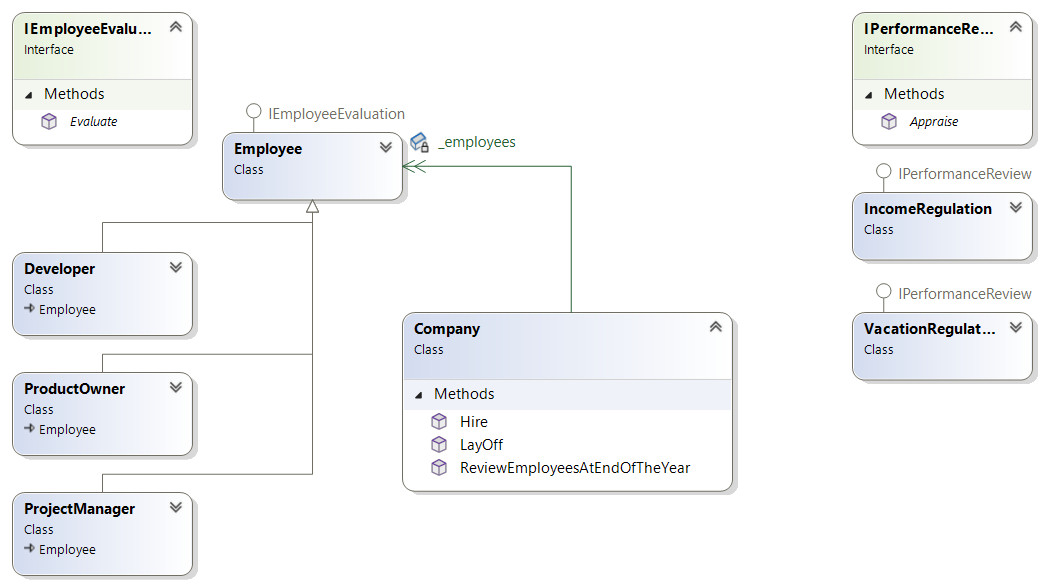 IEmployeeEvalu...
Interface
Methods
Evaluate
IEmployeeEvaluation
Employee
Class
_employees
Developer
Class
Employee
ProductOwner
Class
Employee
ProjectManager
Class
Employee
Company
Class
Methods
Hire
LayOff
ReviewEmployeesAtEndOfTheYear
IPerformanceRe...
Interface
Methods
Appraise
IPerformanceReview
IncomeRegulation
Class
IPerformanceReview
VacationRegulat...
Class